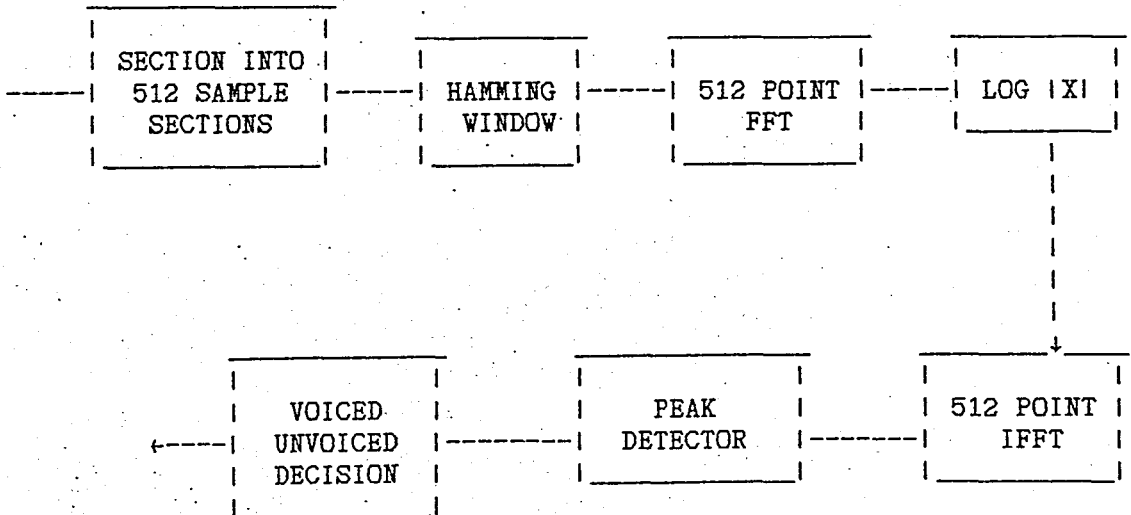 SECTION INTO
512 SAMPLE
SECTIONS
HAMMING
WINDOW
512 POINT
FFT
LOG |X|
512 POINT
IFFT
PEAK
DETECTOR
VOICED
UNVOICED
DECISION